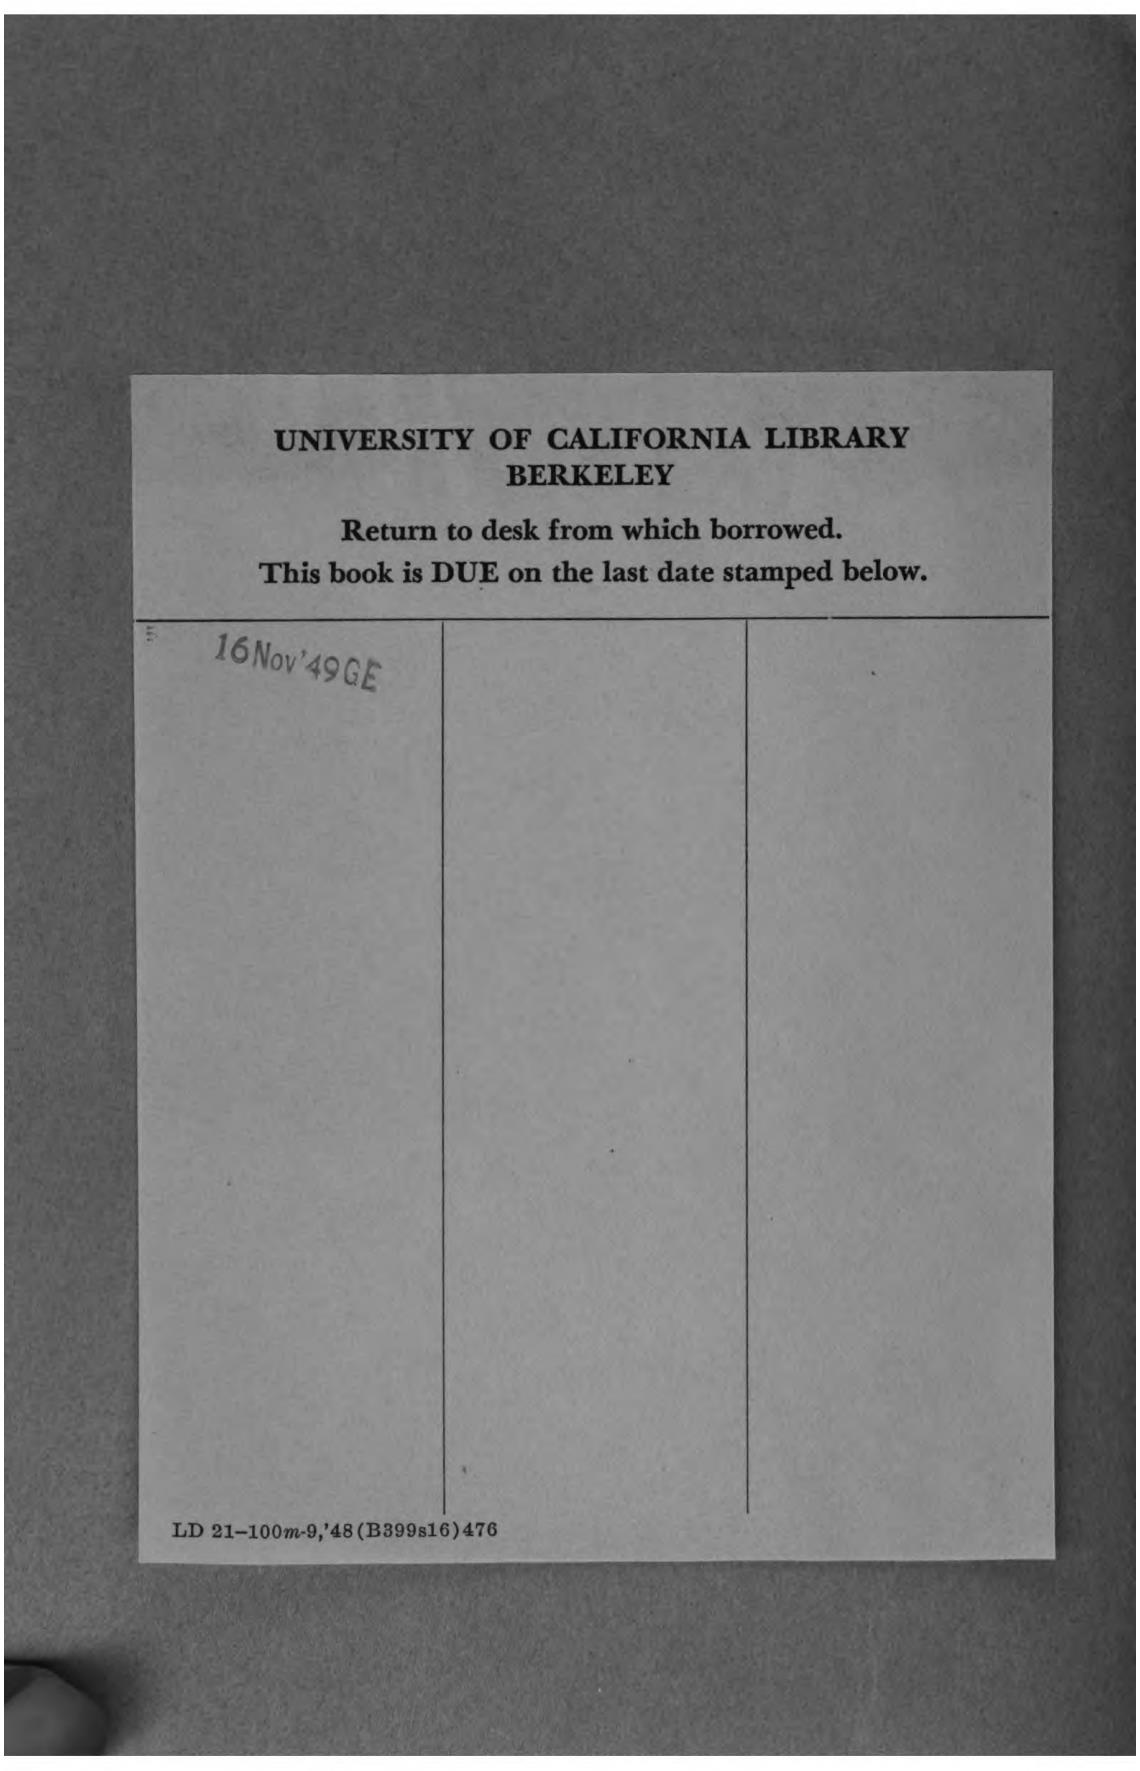 UNIVERSITY OF CALIFORNIA LIBRARY
BERKELEY
Return to desk from which borrowed.
This book is DUE on the last date stamped below.
16Nov'49GE
LD 21–100m-9,'48(B399s16)476